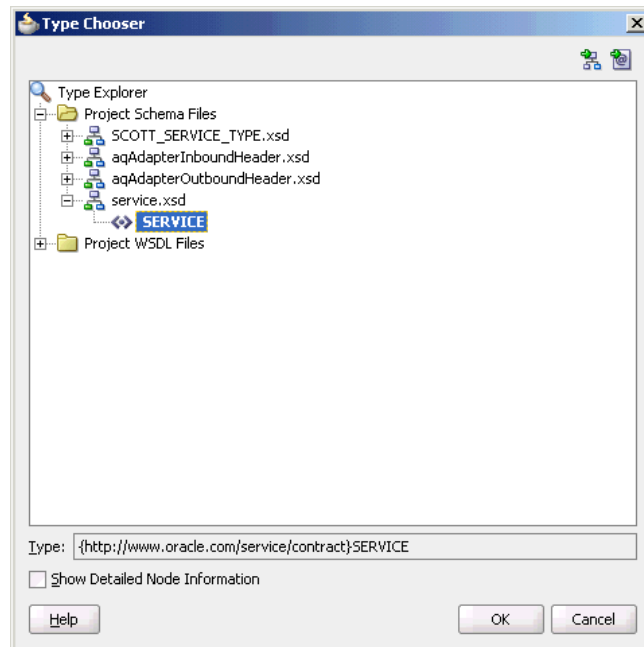 Type Chooser
Type Explorer
Project Schema Files
SCOTT_SERVICE_TYPE.xsd
aqAdapterInboundHeader.xsd
aqAdapterOutboundHeader.xsd
service.xsd
SERVICE
Project WSDL Files
Type: {http://www.oracle.com/service/contract}SERVICE
Show Detailed Node Information
Help OK Cancel